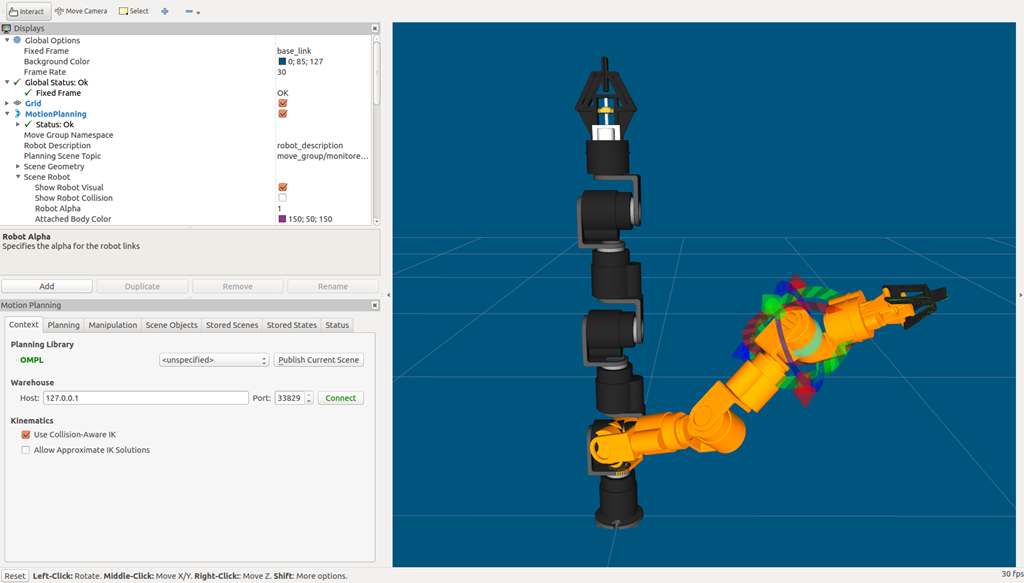 Interact Move Camera Select
Displays
Global Options
Fixed Frame base_link
Background Color 0; 85; 127
Frame Rate 30
Global Status: Ok
Fixed Frame OK
Grid
MotionPlanning
Status: Ok
Move Group Namespace
Robot Description robot_description
Planning Scene Topic move_group/monitore...
Scene Geometry
Scene Robot
Show Robot Visual
Show Robot Collision
Robot Alpha 1
Attached Body Color 150; 50; 150
Robot Alpha
Specifies the alpha for the robot links
Add Duplicate Remove Rename
Motion Planning
Context Planning Manipulation Scene Objects Stored Scenes Stored States Status
Planning Library
OMPL <unspecified> Publish Current Scene
Warehouse
Host: 127.0.0.1 Port: 33829 Connect
Kinematics
Use Collision-Aware IK
Allow Approximate IK Solutions
Reset Left-Click: Rotate. Middle-Click: Move X/Y. Right-Click:: Move Z. Shift: More options. 30 fps